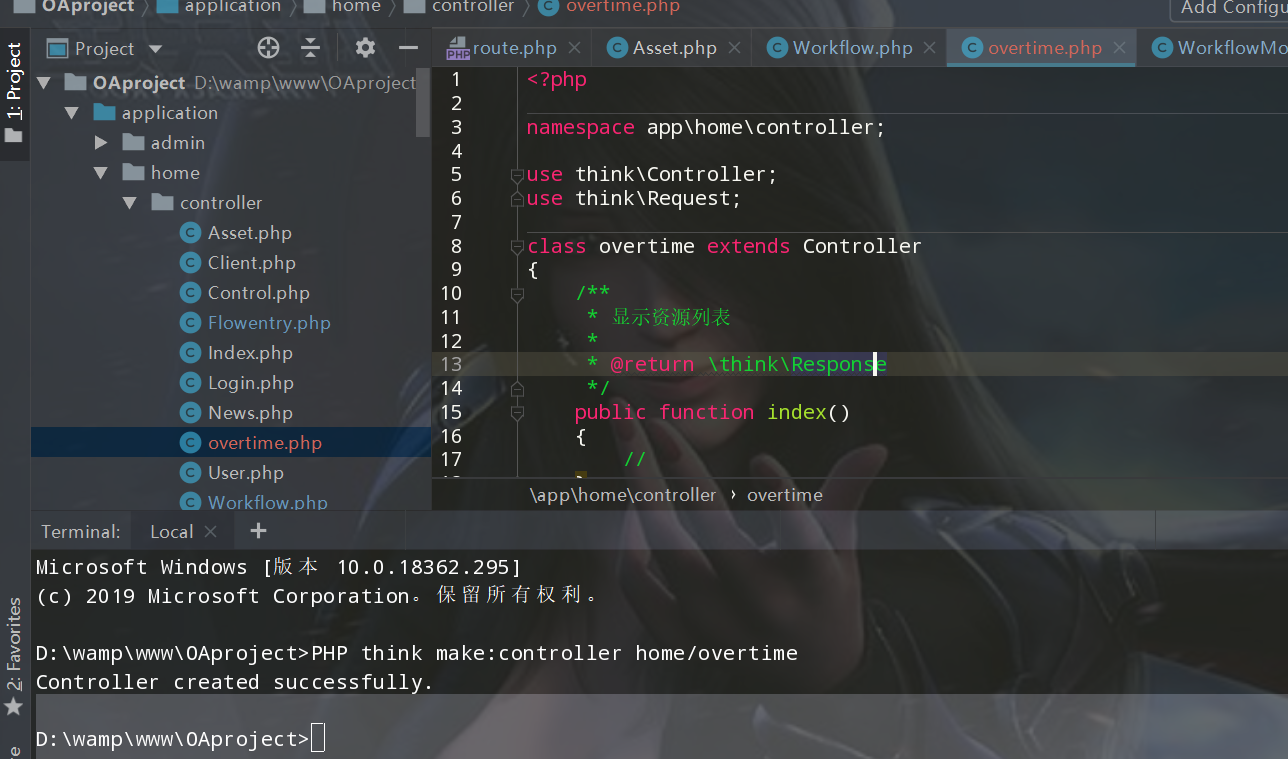 OAproject application home controller overtime.php
Add Configu
1: Project
Project
route.php Asset.php Workflow.php overtime.php WorkflowMo
OAproject D:\wamp\www\OAproject
application
admin
home
controller
Asset.php
Client.php
Control.php
Flowentry.php
Index.php
Login.php
News.php
overtime.php
User.php
Workflow.php
1 <?php
2
3 namespace app\home\controller;
4
5 use think\Controller;
6 use think\Request;
7
8 class overtime extends Controller
9 {
10 /**
11 * 显示资源列表
12 *
13 * @return \think\Response
14 */
15 public function index()
16 {
17 //
\app\home\controller › overtime
Terminal: Local +
Microsoft Windows [版本 10.0.18362.295]
(c) 2019 Microsoft Corporation。保留所有权利。
D:\wamp\www\OAproject>PHP think make:controller home/overtime
Controller created successfully.
D:\wamp\www\OAproject>
2: Favorites